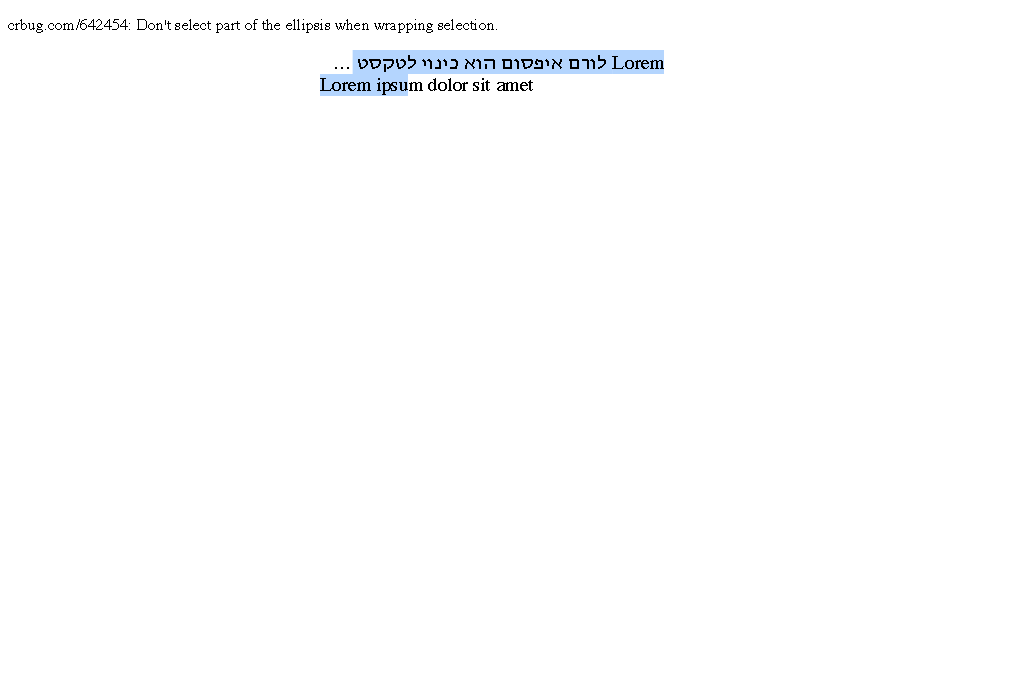 crbug.com/642454: Don't select part of the ellipsis when wrapping selection.
Lorem לורם איפסום הוא כינוי לטקסט ...
Lorem ipsum dolor sit amet